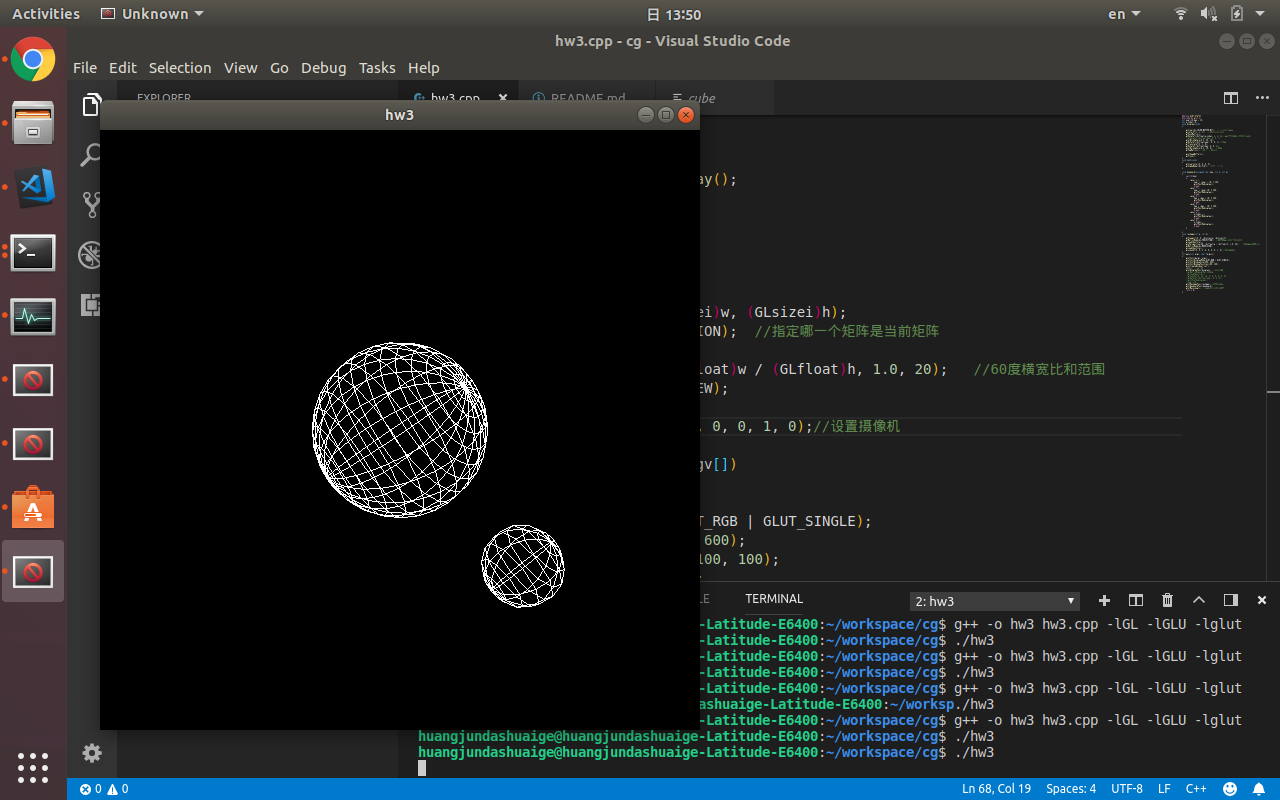 Activities
Unknown
日 13:50
en
hw3.cpp - cg - Visual Studio Code
File Edit Selection View Go Debug Tasks Help
EXPLORER
hw3.cpp
README.md
cube
hw3
ay();
ei)w, (GLsizei)h);
ION);  //指定哪一个矩阵是当前矩阵
loat)w / (GLfloat)h, 1.0, 20);   //60度横宽比和范围
EW);
, 0, 0, 1, 0);//设置摄像机
gv[])
T_RGB | GLUT_SINGLE);
600);
100, 100);
LE
TERMINAL
2: hw3
-Latitude-E6400:~/workspace/cg$ g++ -o hw3 hw3.cpp -lGL -lGLU -lglut
-Latitude-E6400:~/workspace/cg$ ./hw3
-Latitude-E6400:~/workspace/cg$ g++ -o hw3 hw3.cpp -lGL -lGLU -lglut
-Latitude-E6400:~/workspace/cg$ ./hw3
-Latitude-E6400:~/workspace/cg$ g++ -o hw3 hw3.cpp -lGL -lGLU -lglut
ashuaige-Latitude-E6400:~/worksp./hw3
-Latitude-E6400:~/workspace/cg$ g++ -o hw3 hw3.cpp -lGL -lGLU -lglut
huangjundashuaige@huangjundashuaige-Latitude-E6400:~/workspace/cg$ ./hw3
huangjundashuaige@huangjundashuaige-Latitude-E6400:~/workspace/cg$ ./hw3
0 0
Ln 68, Col 19 Spaces: 4 UTF-8 LF C++